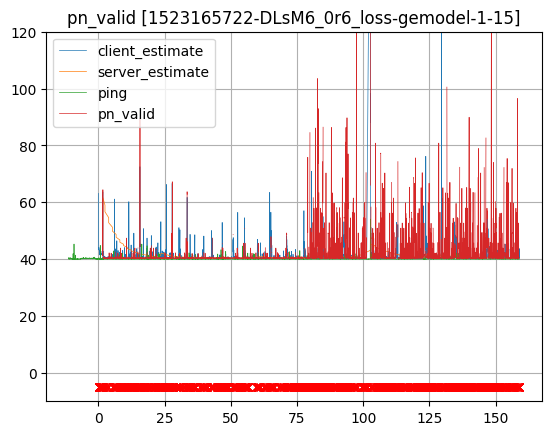 pn_valid [1523165722-DLsM6_0r6_loss-gemodel-1-15]
120
100
80
60
40
20
0
client_estimate
server_estimate
ping
pn_valid
0 25 50 75 100 125 150